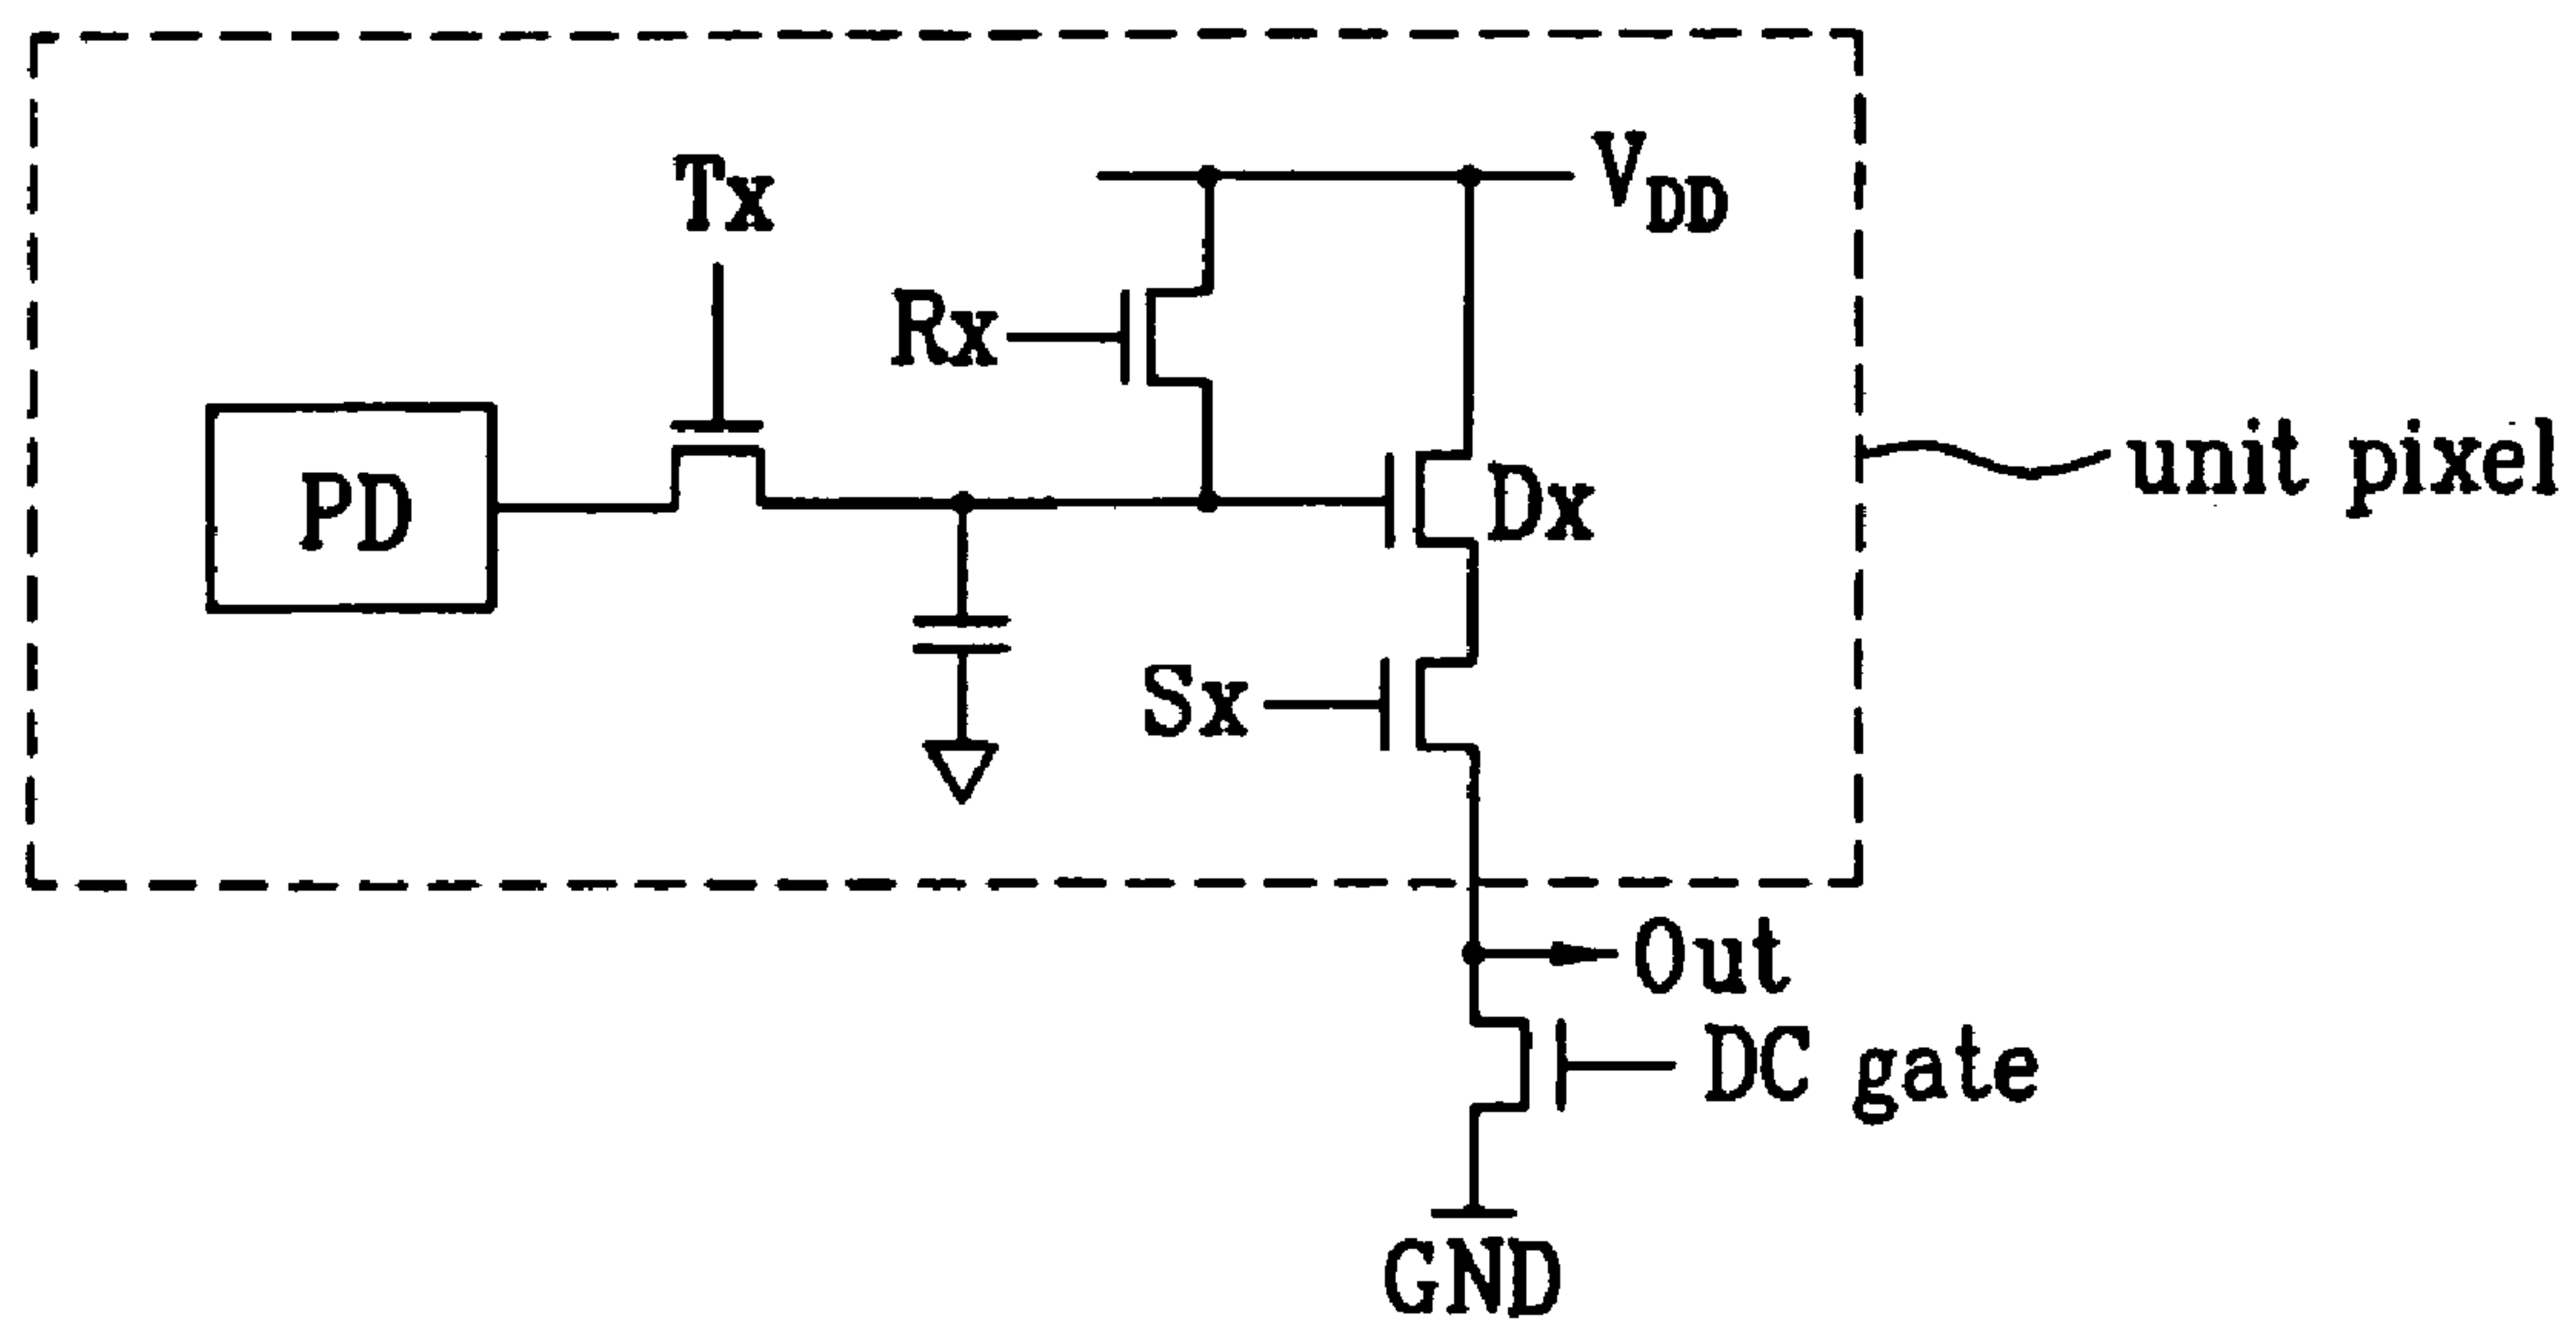 Tx
VDD
Rx
PD
Dx
unit pixel
Sx
Out
DC gate
GND